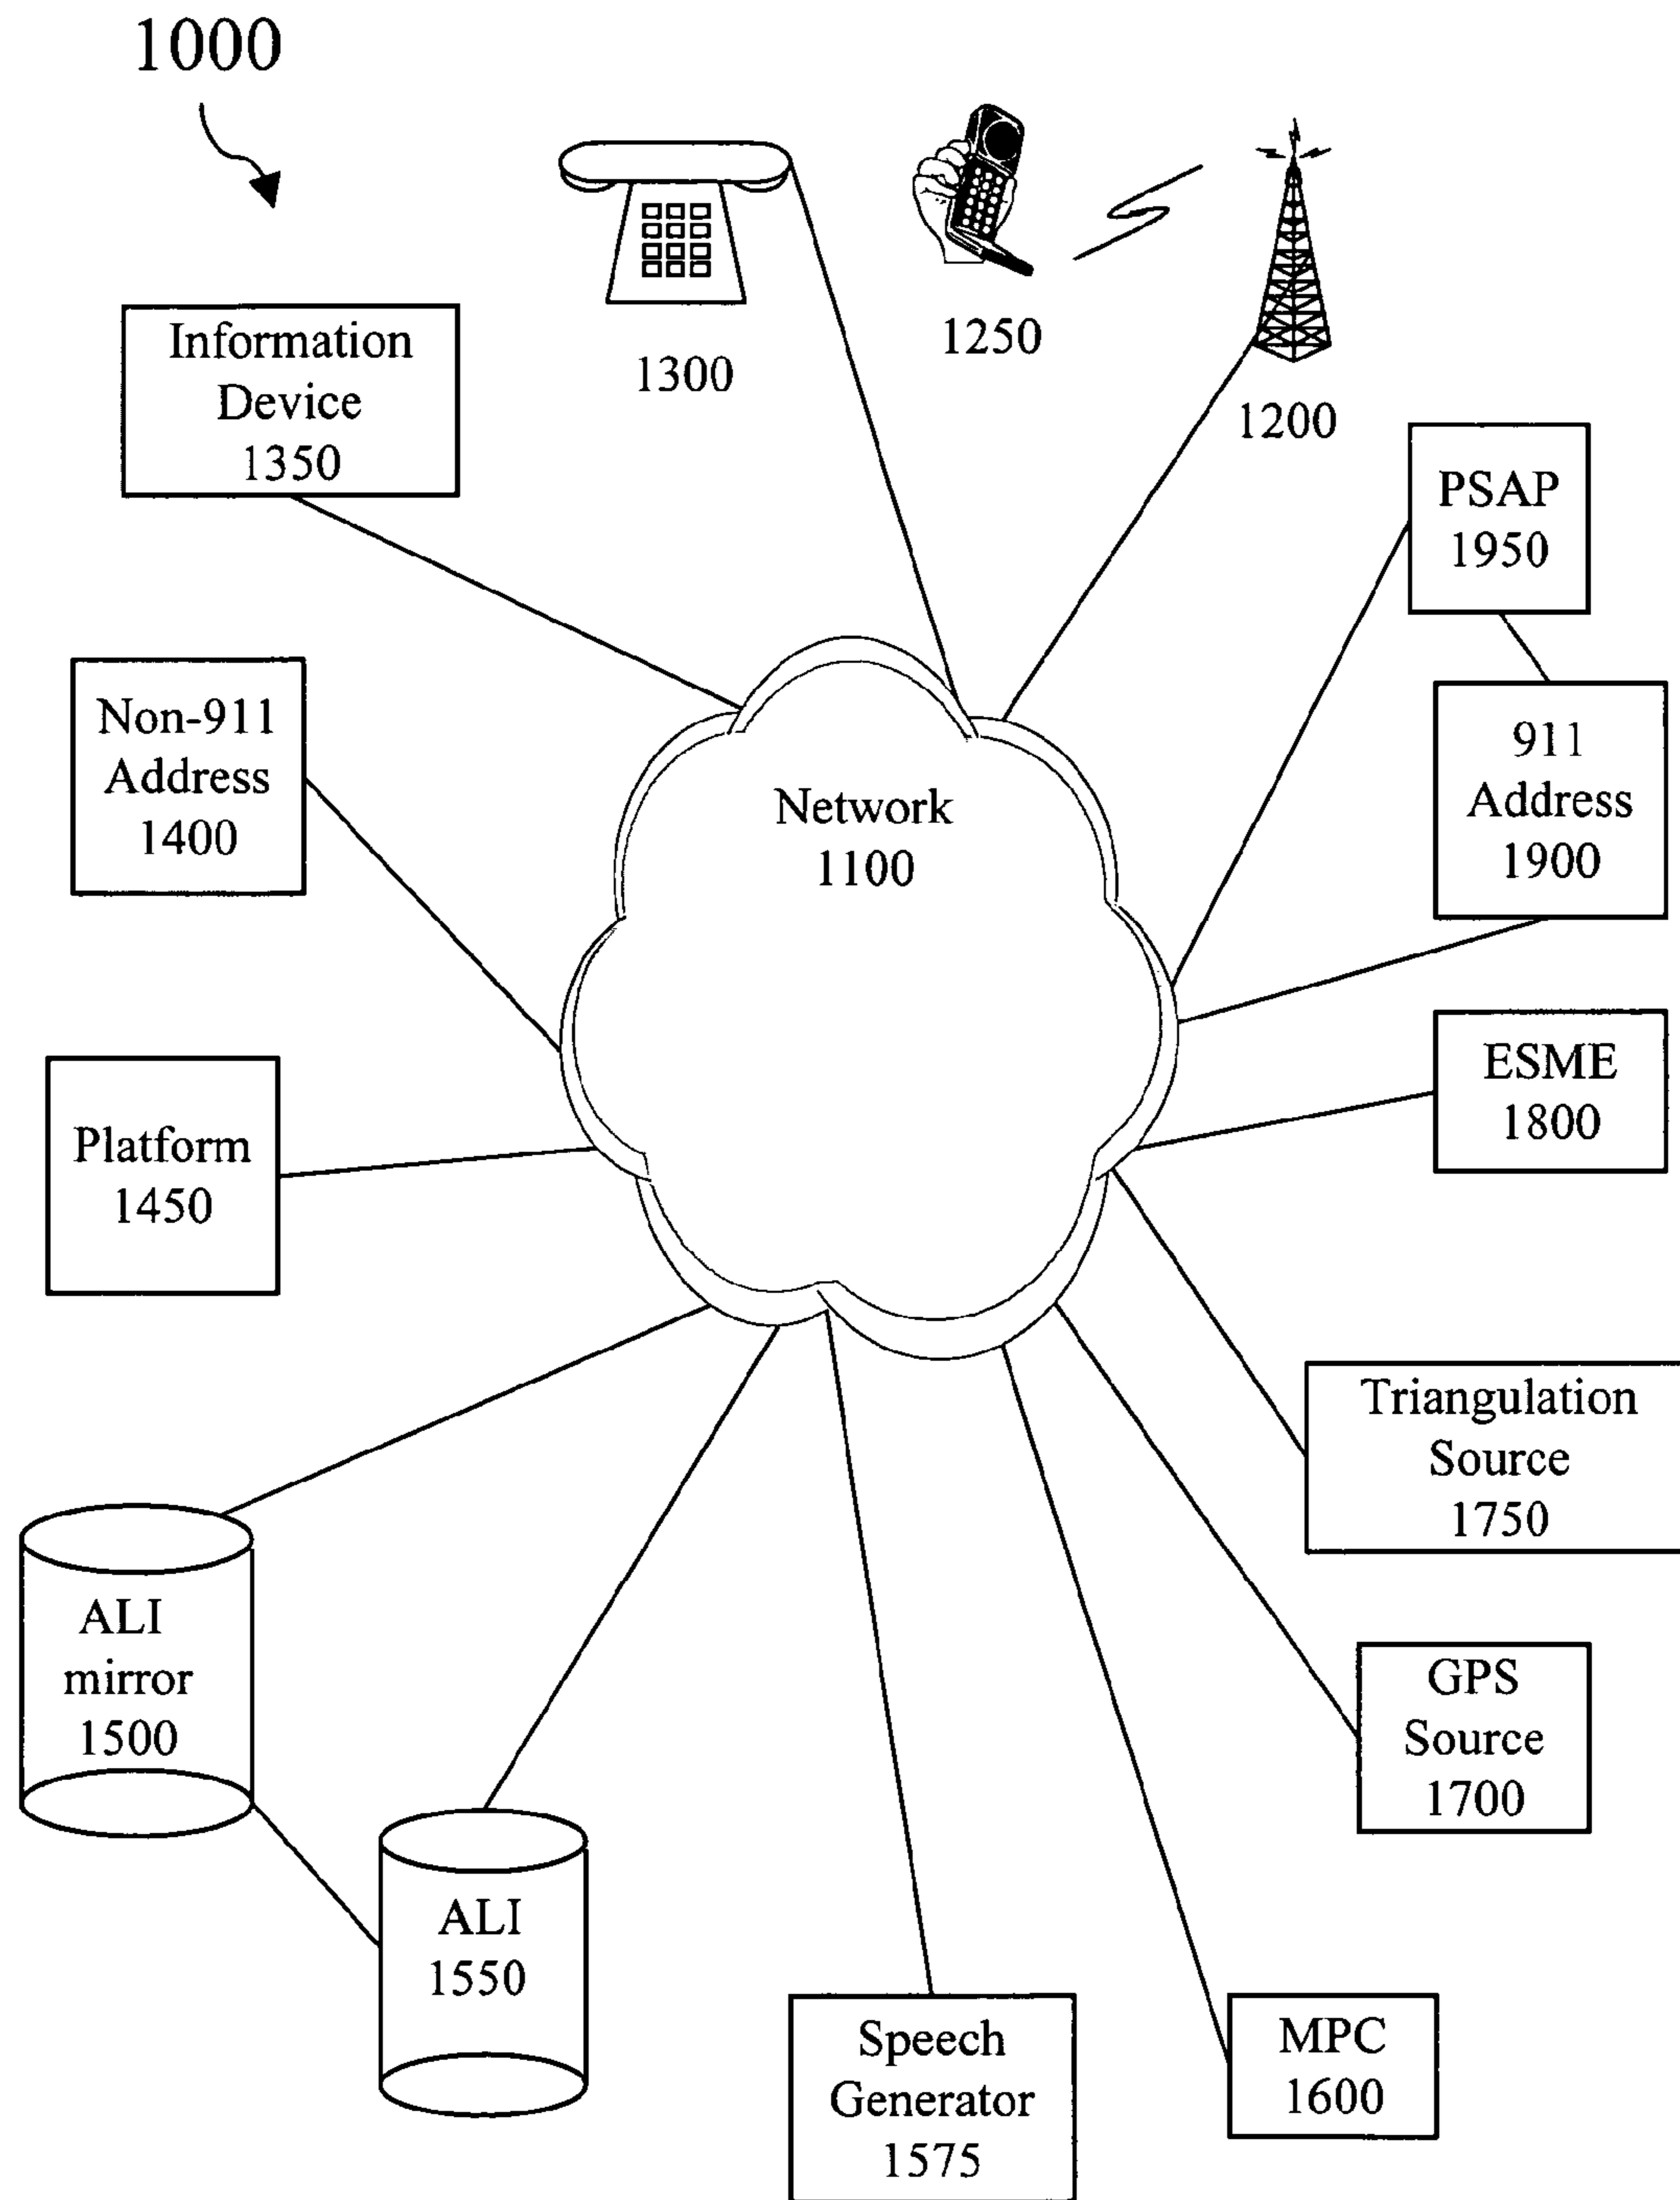 1000
1300
1250
1200
Information
Device
1350
PSAP
1950
Non-911
Address
1400
911
Address
1900
Network
1100
ESME
1800
Platform
1450
Triangulation
Source
1750
ALI
mirror
1500
GPS
Source
1700
ALI
1550
Speech
Generator
1575
MPC
1600